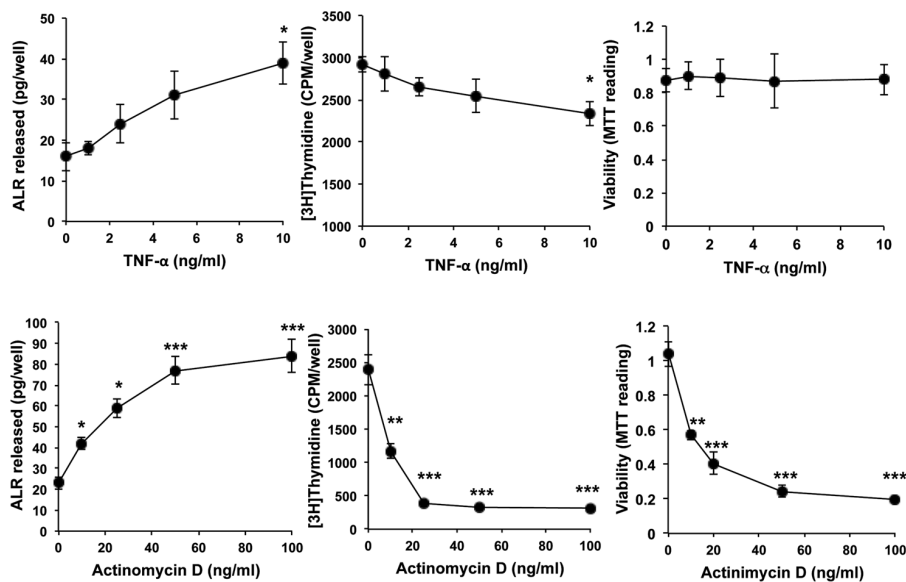 ALR released (pg/well)
60
50
40
30
20
10
0
*
0 2 4 6 8 10
TNF-α (ng/ml)
[3H]Thymidine (CPM/well)
3500
3000
2500
2000
1500
1000
*
0 2 4 6 8 10
TNF-α (ng/ml)
Viability (MTT reading)
1.2
1
0.8
0.6
0.4
0.2
0
0 2 4 6 8 10
TNF-α (ng/ml)
ALR released (pg/well)
100
90
80
70
60
50
40
30
20
10
0
* * *** ***
0 20 40 60 80 100
Actinomycin D (ng/ml)
[3H]Thymidine (CPM/well)
3000
2500
2000
1500
1000
500
0
** *** *** ***
0 20 40 60 80 100
Actinomycin D (ng/ml)
Viability (MTT reading)
1.2
1
0.8
0.6
0.4
0.2
0
** *** *** ***
0 20 40 60 80 100
Actinimycin D (ng/ml)